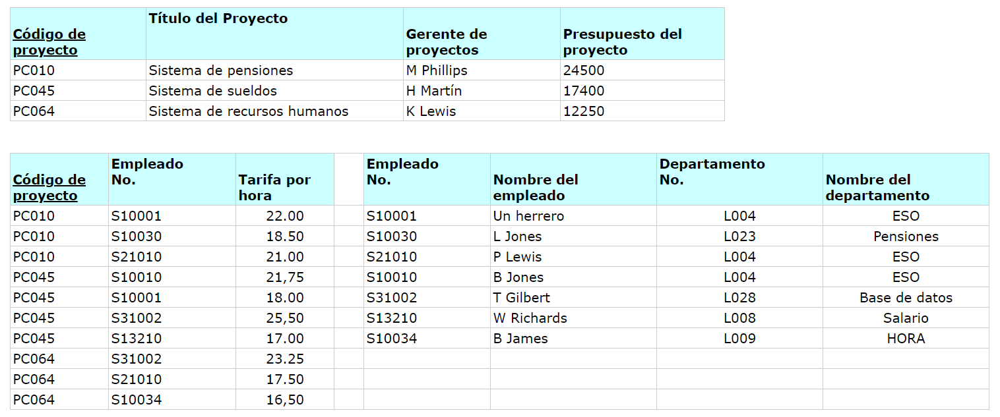 Código de proyecto Título del Proyecto Gerente de proyectos Presupuesto del proyecto
PC010 Sistema de pensiones M Phillips 24500
PC045 Sistema de sueldos H Martín 17400
PC064 Sistema de recursos humanos K Lewis 12250
Código de proyecto Empleado No. Tarifa por hora Empleado No. Nombre del empleado Departamento No. Nombre del departamento
PC010 S10001 22.00 S10001 Un herrero L004 ESO
PC010 S10030 18.50 S10030 L Jones L023 Pensiones
PC010 S21010 21.00 S21010 P Lewis L004 ESO
PC045 S10010 21,75 S10010 B Jones L004 ESO
PC045 S10001 18.00 S31002 T Gilbert L028 Base de datos
PC045 S31002 25,50 S13210 W Richards L008 Salario
PC045 S13210 17.00 S10034 B James L009 HORA
PC064 S31002 23.25
PC064 S21010 17.50
PC064 S10034 16,50